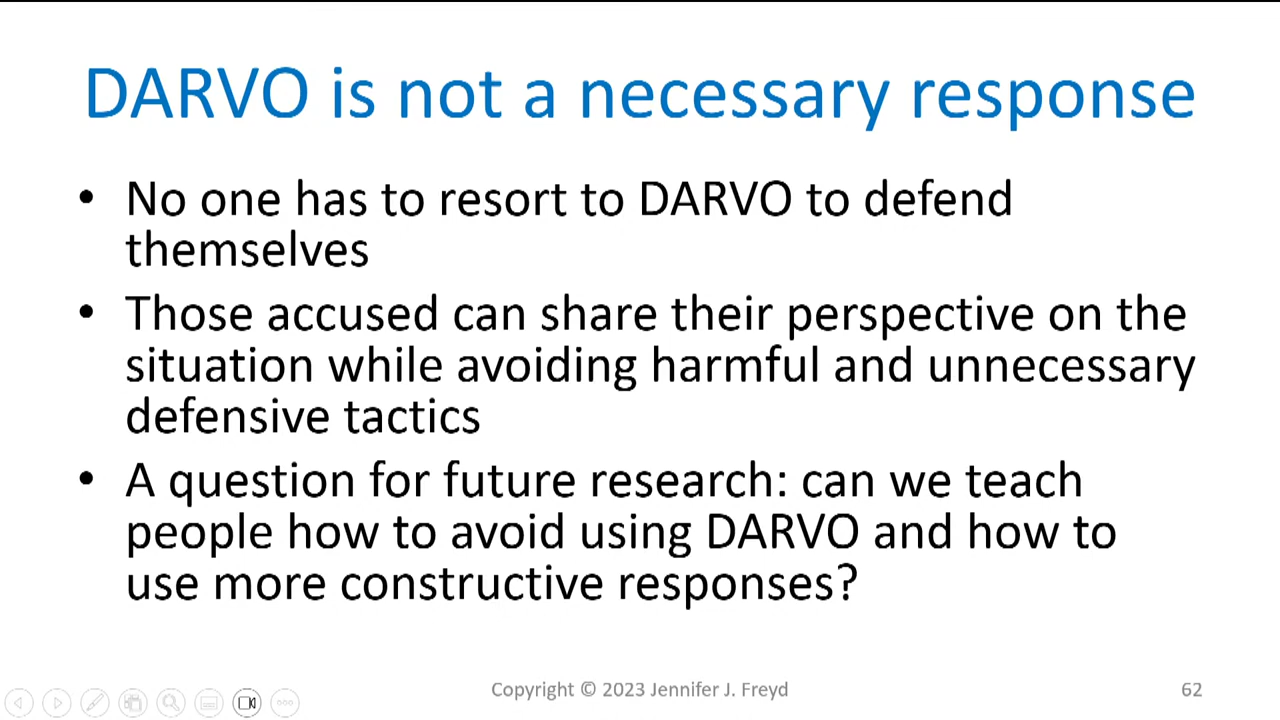 DARVO is not a necessary response
• No one has to resort to DARVO to defend
themselves
• Those accused can share their perspective on the
situation while avoiding harmful and unnecessary
defensive tactics
• A question for future research: can we teach
people how to avoid using DARVO and how to
use more constructive responses?
Copyright © 2023 Jennifer J. Freyd
62